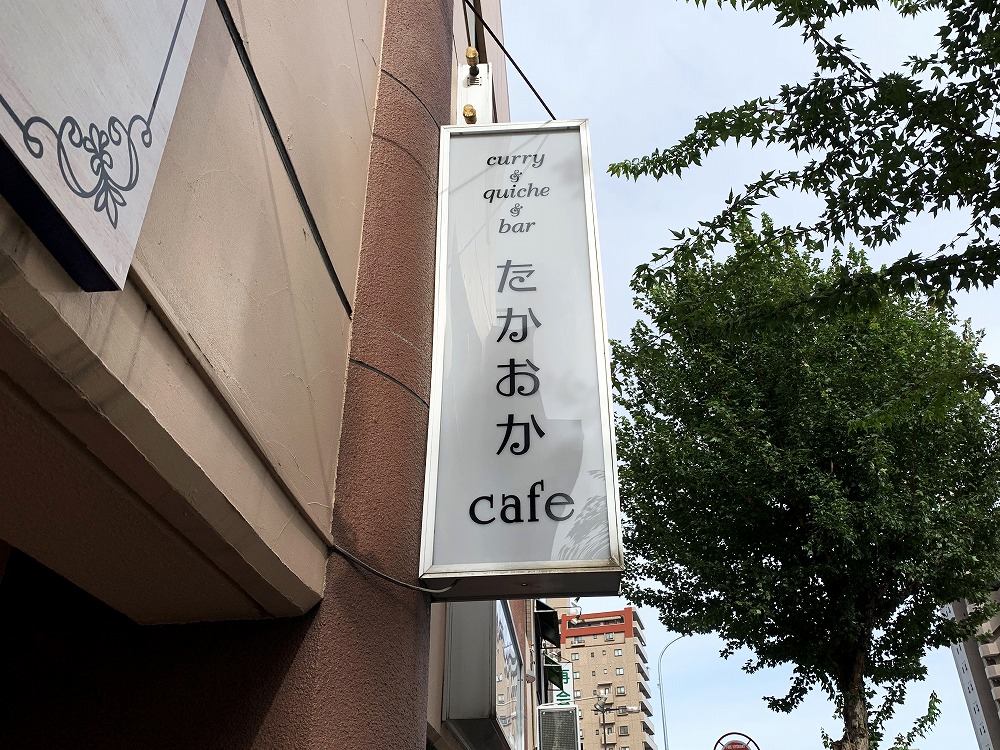 curry
&
quiche
&
bar
たかおか
cafe